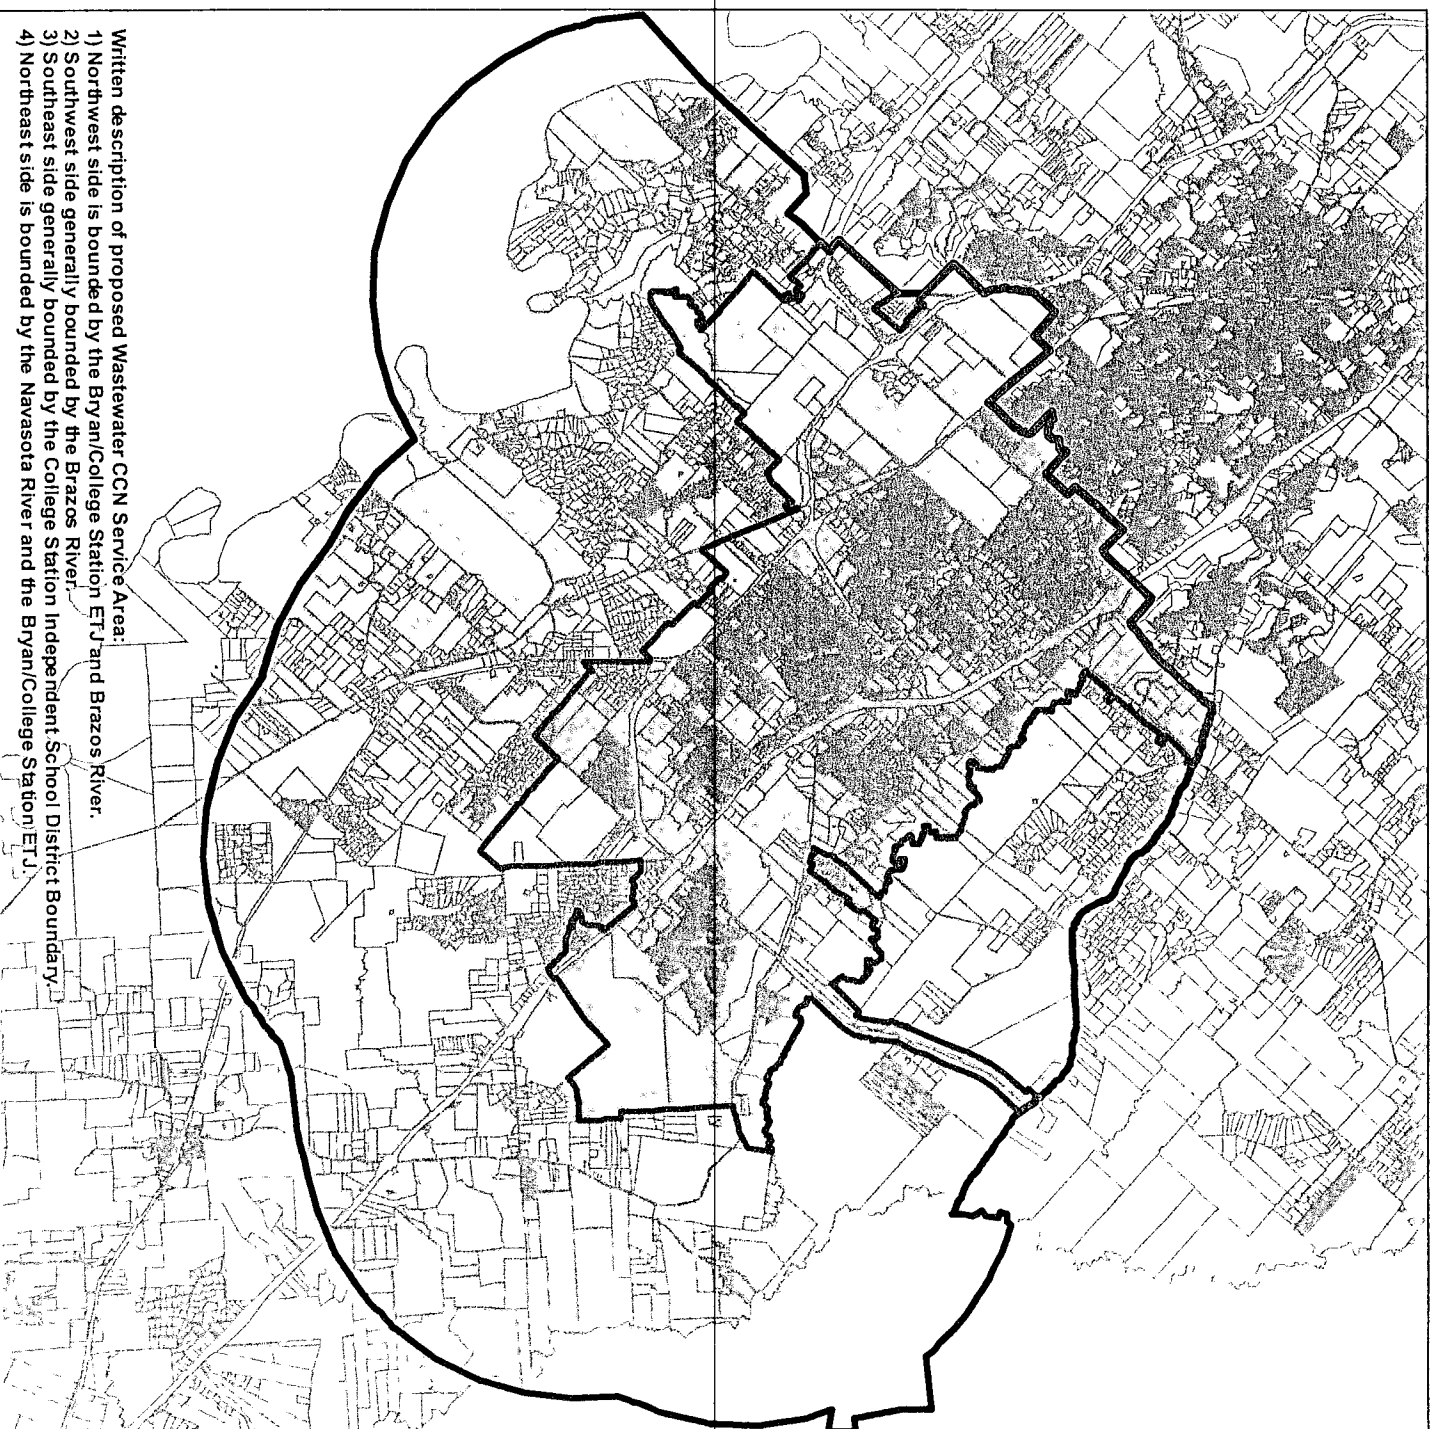 Written description of proposed Wastewater CCN Service Area:
1) Northwest side is bounded by the Bryan/College Station ETJ and Brazos River.
2) Southwest side generally bounded by the Brazos River.
3) Southeast side generally bounded by the College Station Independent School District Boundary.
4) Northeast side is bounded by the Navasota River and the Bryan/College Station ETJ.